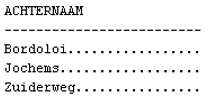 ACHTERNAAM
-------------------------
Bordoloi.................
Jochems..................
Zuiderweg................